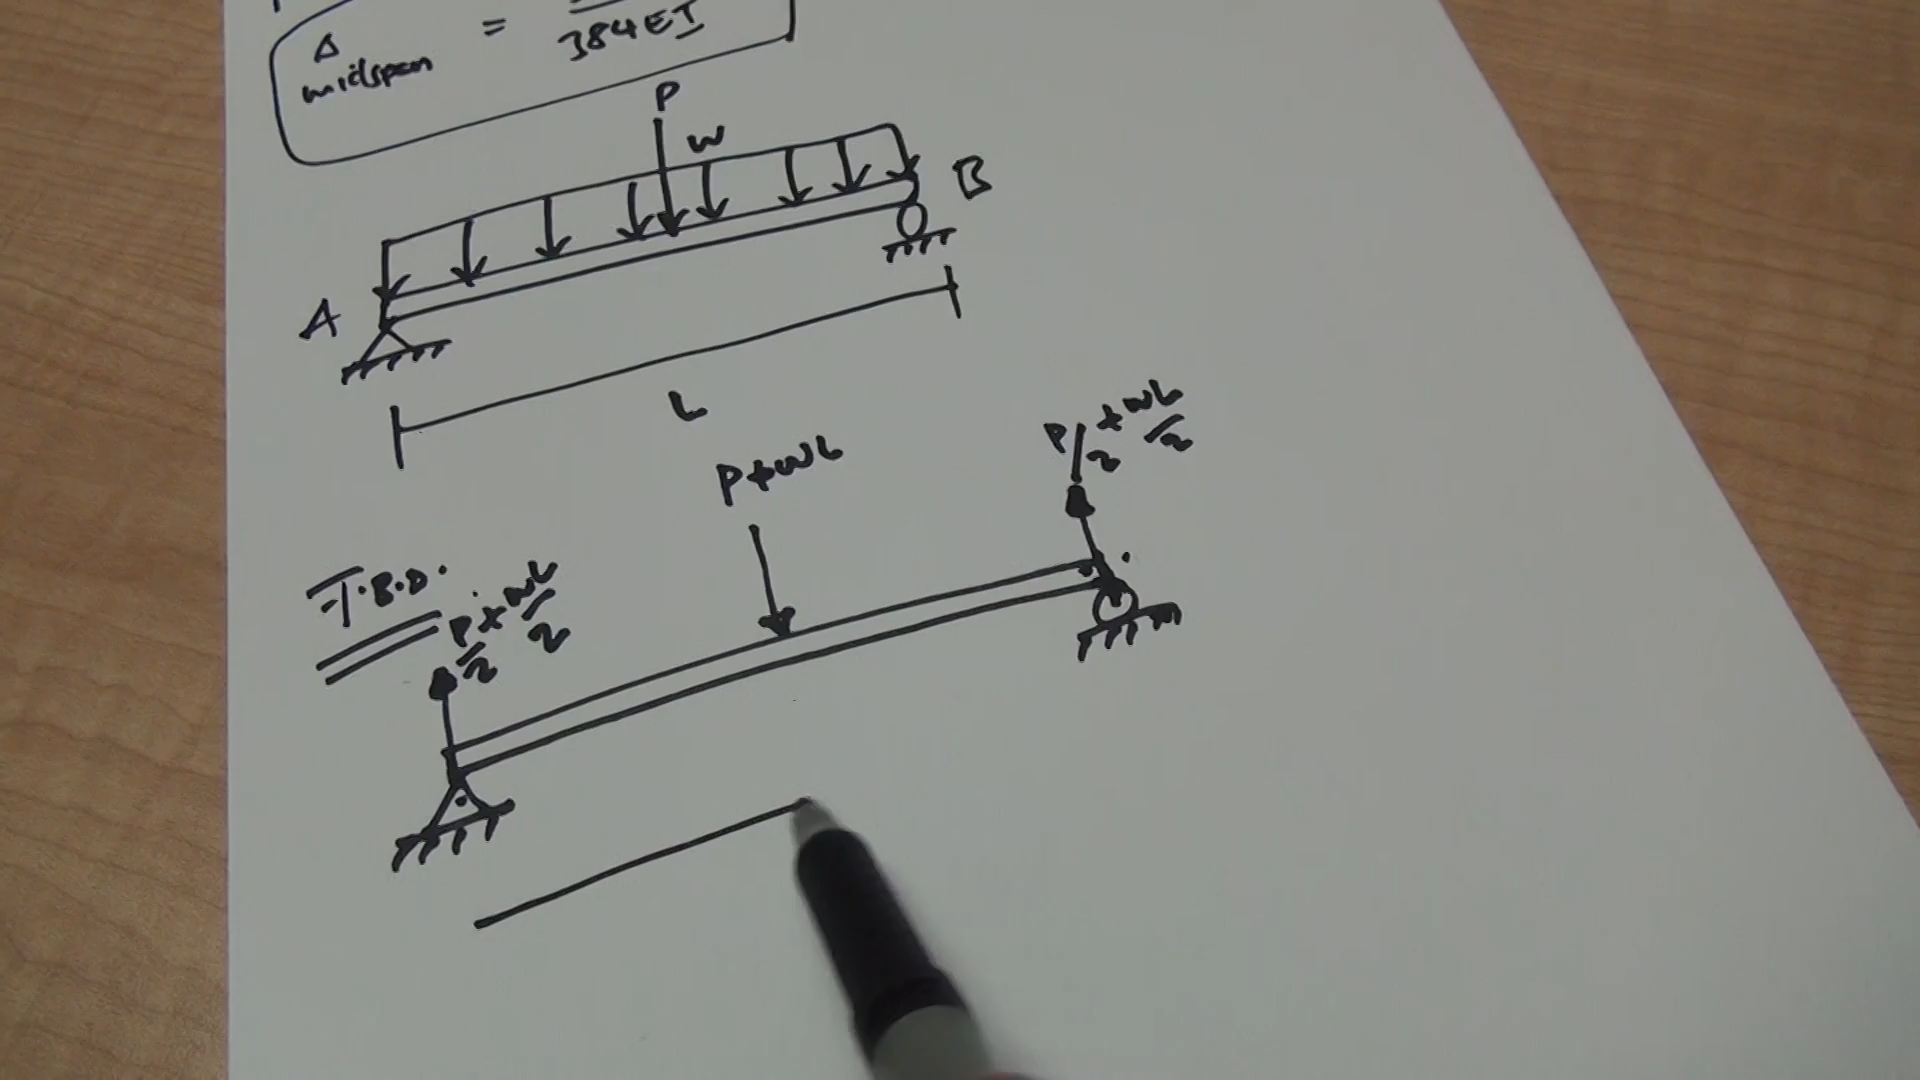 Δ midspan = 384EI
P
w
A
B
L
P+wL
P/2 + wL/2
F.B.D.
P/2 + wL/2